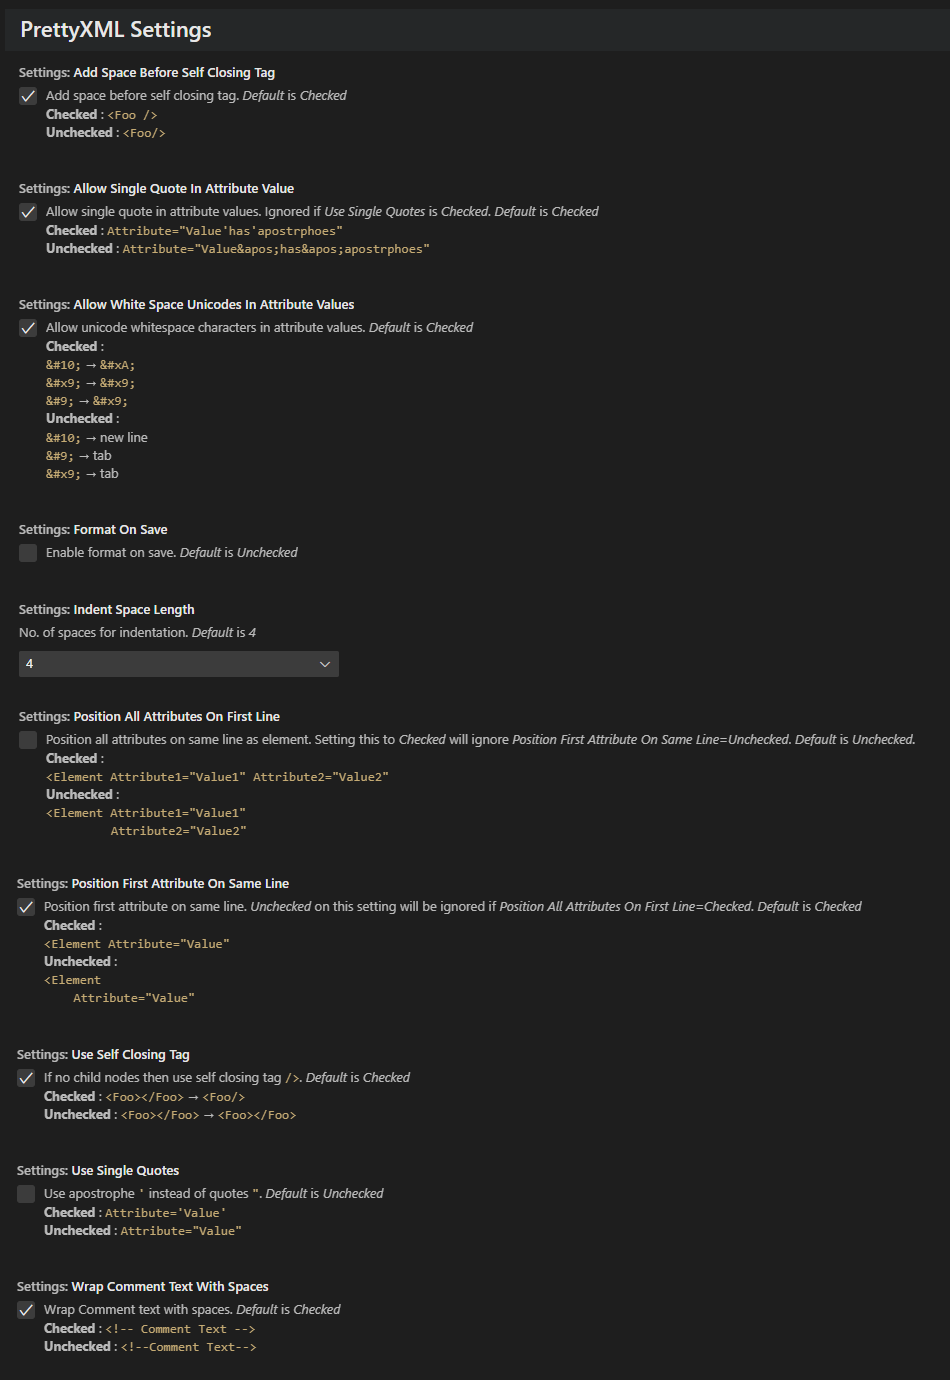 PrettyXML Settings
Settings: Add Space Before Self Closing Tag
Add space before self closing tag. Default is Checked
Checked : <Foo />
Unchecked : <Foo/>
Settings: Allow Single Quote In Attribute Value
Allow single quote in attribute values. Ignored if Use Single Quotes is Checked. Default is Checked
Checked : Attribute="Value'has'apostrphoes"
Unchecked : Attribute="Value&apos;has&apos;apostrphoes"
Settings: Allow White Space Unicodes In Attribute Values
Allow unicode whitespace characters in attribute values. Default is Checked
Checked :
&#10; → &#xA;
&#x9; → &#x9;
&#9; → &#x9;
Unchecked :
&#10; → new line
&#9; → tab
&#x9; → tab
Settings: Format On Save
Enable format on save. Default is Unchecked
Settings: Indent Space Length
No. of spaces for indentation. Default is 4
4
Settings: Position All Attributes On First Line
Position all attributes on same line as element. Setting this to Checked will ignore Position First Attribute On Same Line=Unchecked. Default is Unchecked.
Checked :
<Element Attribute1="Value1" Attribute2="Value2"
Unchecked :
<Element Attribute1="Value1"
Attribute2="Value2"
Settings: Position First Attribute On Same Line
Position first attribute on same line. Unchecked on this setting will be ignored if Position All Attributes On First Line=Checked. Default is Checked
Checked :
<Element Attribute="Value"
Unchecked :
<Element
Attribute="Value"
Settings: Use Self Closing Tag
If no child nodes then use self closing tag />. Default is Checked
Checked : <Foo></Foo> → <Foo/>
Unchecked : <Foo></Foo> → <Foo></Foo>
Settings: Use Single Quotes
Use apostrophe ' instead of quotes ". Default is Unchecked
Checked : Attribute='Value'
Unchecked : Attribute="Value"
Settings: Wrap Comment Text With Spaces
Wrap Comment text with spaces. Default is Checked
Checked : <!-- Comment Text -->
Unchecked : <!--Comment Text-->